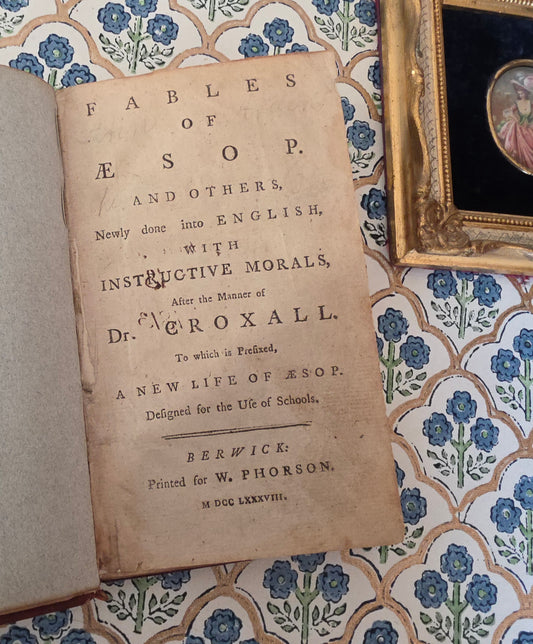 FABLES
OF
ÆSOP.
AND OTHERS,
Newly done into ENGLISH,
WITH
INSTRUCTIVE MORALS,
After the Manner of
Dr. CROXALL.
To which is Prefixed,
A NEW LIFE OF ÆSOP.
Deſigned for the Uſe of Schools.
BERWICK:
Printed for W. PHORSON.
M DCC LXXXVIII.